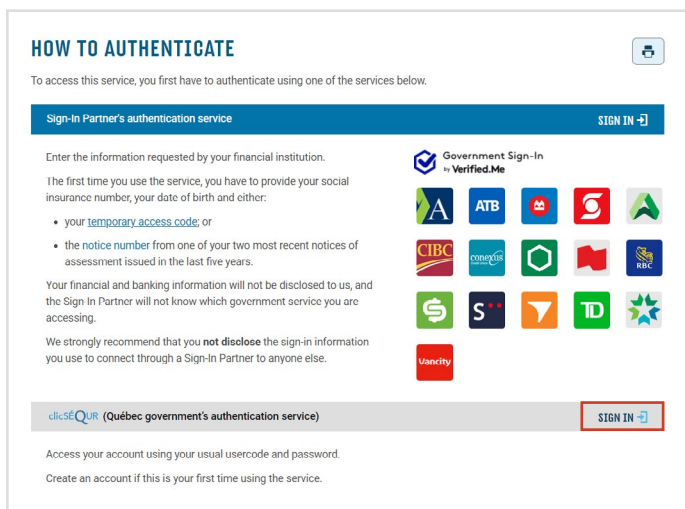 HOW TO AUTHENTICATE
To access this service, you first have to authenticate using one of the services below.
Sign-In Partner's authentication service
SIGN IN
Enter the information requested by your financial institution.
The first time you use the service, you have to provide your social
insurance number, your date of birth and either:
• your temporary access code; or
• the notice number from one of your two most recent notices of
assessment issued in the last five years.
Your financial and banking information will not be disclosed to us, and
the Sign-In Partner will not know which government service you are
accessing.
We strongly recommend that you not disclose the sign-in information
you use to connect through a Sign-In Partner to anyone else.
Government Sign-In
by Verified.Me
A ATB S A
CIBC conexus RBC
S S TD
Vancity
clicSÉQUR (Québec government's authentication service)
SIGN IN
Access your account using your usual usercode and password.
Create an account if this is your first time using the service.